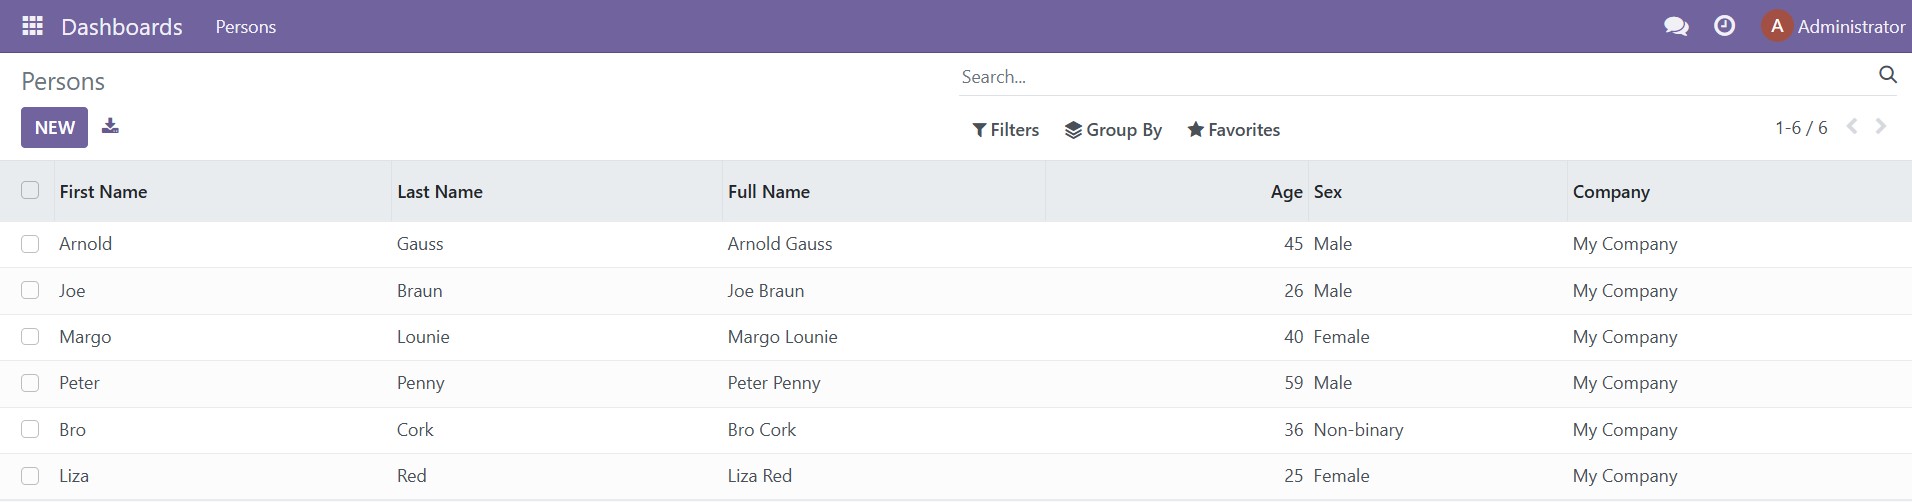 Dashboards Persons A Administrator
Persons Search...
NEW Filters Group By Favorites 1-6 / 6
First Name Last Name Full Name Age Sex Company
Arnold Gauss Arnold Gauss 45 Male My Company
Joe Braun Joe Braun 26 Male My Company
Margo Lounie Margo Lounie 40 Female My Company
Peter Penny Peter Penny 59 Male My Company
Bro Cork Bro Cork 36 Non-binary My Company
Liza Red Liza Red 25 Female My Company